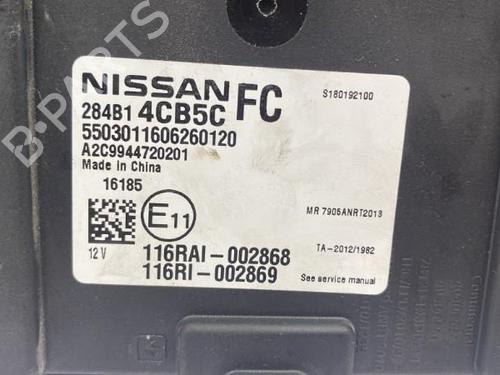 NISSAN FC S180192100
284B1 4CB5C
5503011606260120
A2C9944720201
Made in China
16185
E11
MR 7905ANRT2013
12 V
116RAI-002868
TA-2012/1982
116RI-002869
See service manual
B-PARTS